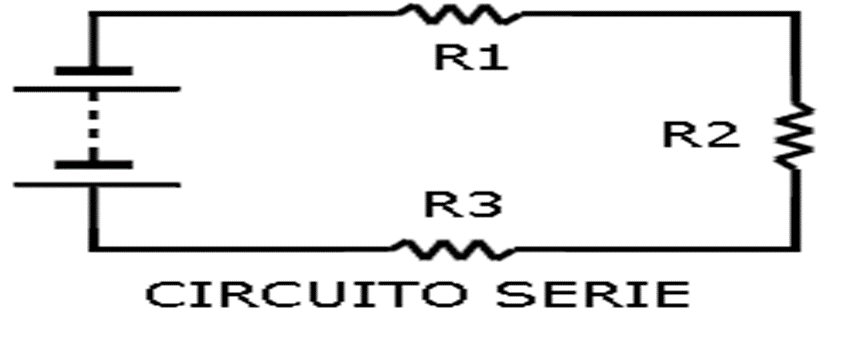 R1
R2
R3
CIRCUITO SERIE